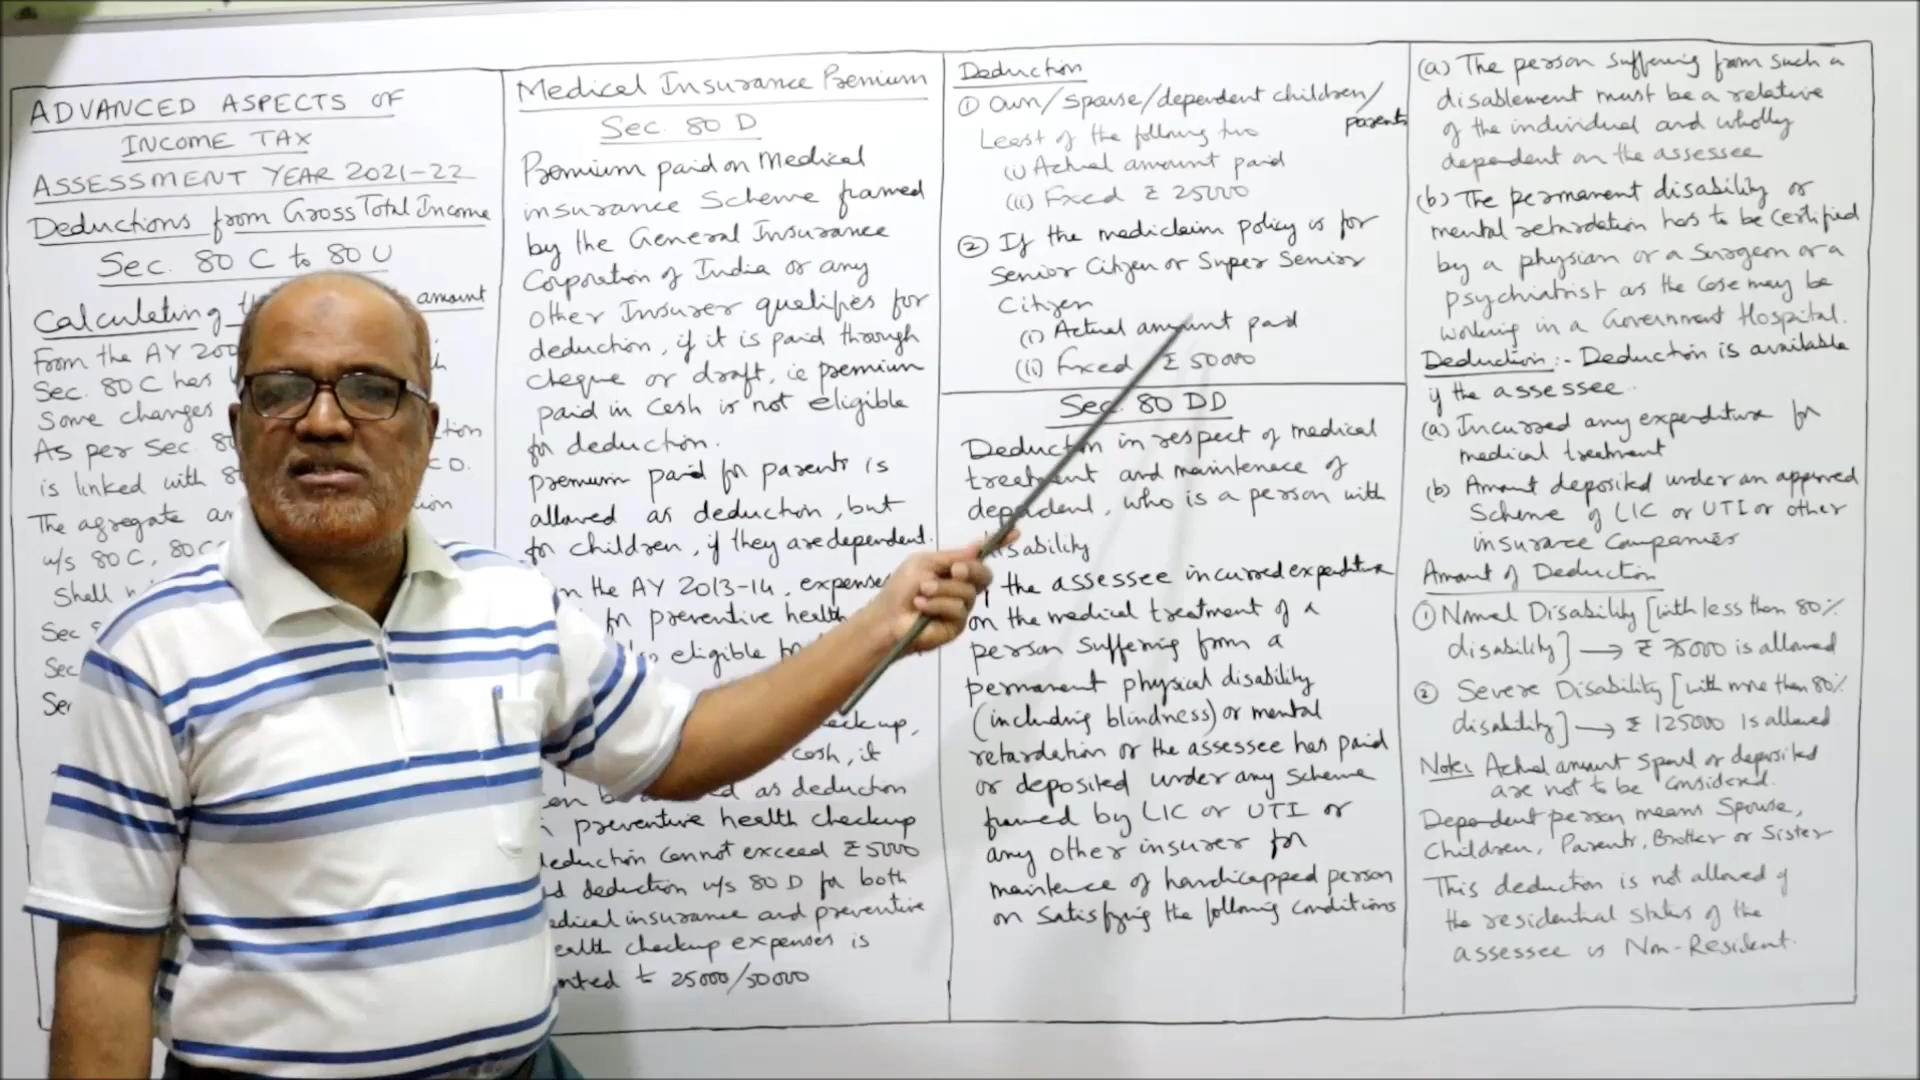 ADVANCED ASPECTS OF
INCOME TAX
ASSESSMENT YEAR 2021-22
Deductions from Gross Total Income
Sec. 80 C to 80 U
Calculating amount
From the AY 200
Sec. 80 C has
Some changes
As per Sec. 80
is linked with 80
The agregate
u/s 80 C, 80C
Shall
Sec
Sec
Sec
Medical Insurance Premium
Sec. 80 D
Premium paid on Medical
insurance Scheme framed
by the General Insurance
Corporation of India or any
other Insurer qualifies for
deduction, if it is paid through
cheque or draft, ie premium
paid in Cash is not eligible
for deduction.
premium paid for parents is
allowed as deduction, but
for children, if they are dependent.
the AY 2013-14, expenses
for preventive health
eligible
checkup,
cash, it
as deduction
preventive health checkup
deduction cannot exceed ₹ 5000
deduction u/s 80 D for both
medical insurance and preventive
health checkup expenses is
to 25000/50000
Deduction
① Own/spouse/dependent children/
parents
Least of the following two
(i) Actual amount paid
(ii) Fixed ₹ 25000
② If the mediclaim policy is for
Senior Citizen or Super Senior
Citizen
(i) Actual amount paid
(ii) Fixed ₹ 50000
Sec. 80 DD
Deduction in respect of medical
treatment and maintenace of
dependent, who is a person with
disability
the assessee incurred expenditure
on the medical treatment of a
person suffering from a
permanent physical disability
(including blindness) or mental
retardation or the assessee has paid
or deposited under any scheme
framed by LIC or UTI or
any other insurer for
maintence of handicapped person
on Satisfying the following Conditions
(a) The person suffering from such a
disablement must be a relative
of the individual and wholly
dependent on the assessee
(b) The permanent disability or
mental retardation has to be certified
by a physian or a Surgeon or a
psychiatrist as the case may be
working in a Government Hospital.
Deduction:- Deduction is available
if the assessee.
(a) Incurred any expenditure for
medical treatment
(b) Amount deposited under an approved
Scheme of LIC or UTI or other
insurance Companies
Amount of Deduction
① Normal Disability [with less than 80%
disability] → ₹ 75000 is allowed
② Severe Disability [with more than 80%
disability] → ₹ 125000 is allowed
Note: Actual amount Spent or deposited
are not to be considered.
Dependent person means Spouse,
Children, Parents, Brother or Sister
This deduction is not allowed if
the residential status of the
assessee is Non-Resident.